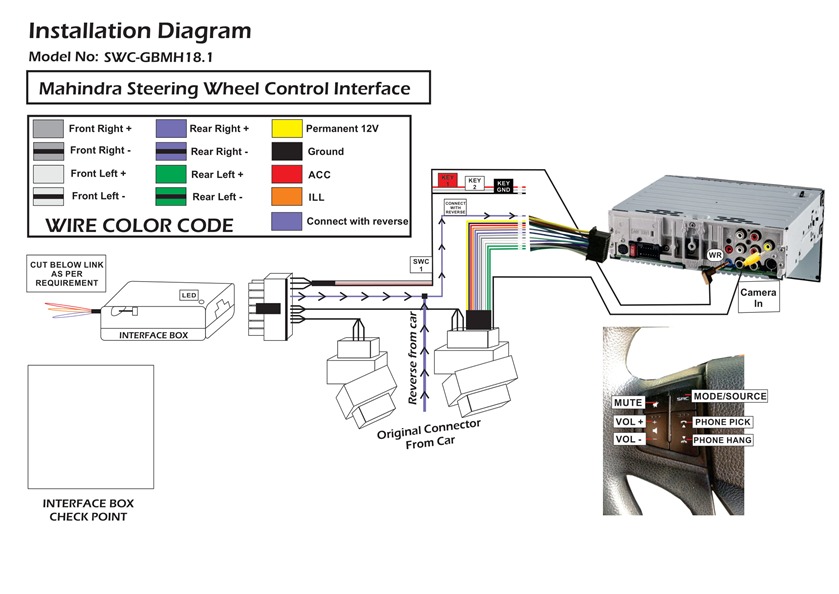 Installation Diagram
Model No: SWC-GBMH18.1
Mahindra Steering Wheel Control Interface
Front Right +
Rear Right +
Permanent 12V
Front Right -
Rear Right -
Ground
Front Left +
Rear Left +
ACC
Front Left -
Rear Left -
ILL
WIRE COLOR CODE
Connect with reverse
KEY
1
KEY
2
KEY
GND
CONNECT
WITH
REVERSE
SWC
1
WR
Camera
In
CUT BELOW LINK
AS PER
REQUIREMENT
LED
INTERFACE BOX
Reverse from car
Original Connector
From Car
MUTE
MODE/SOURCE
SRC
VOL +
PHONE PICK
VOL -
PHONE HANG
INTERFACE BOX
CHECK POINT